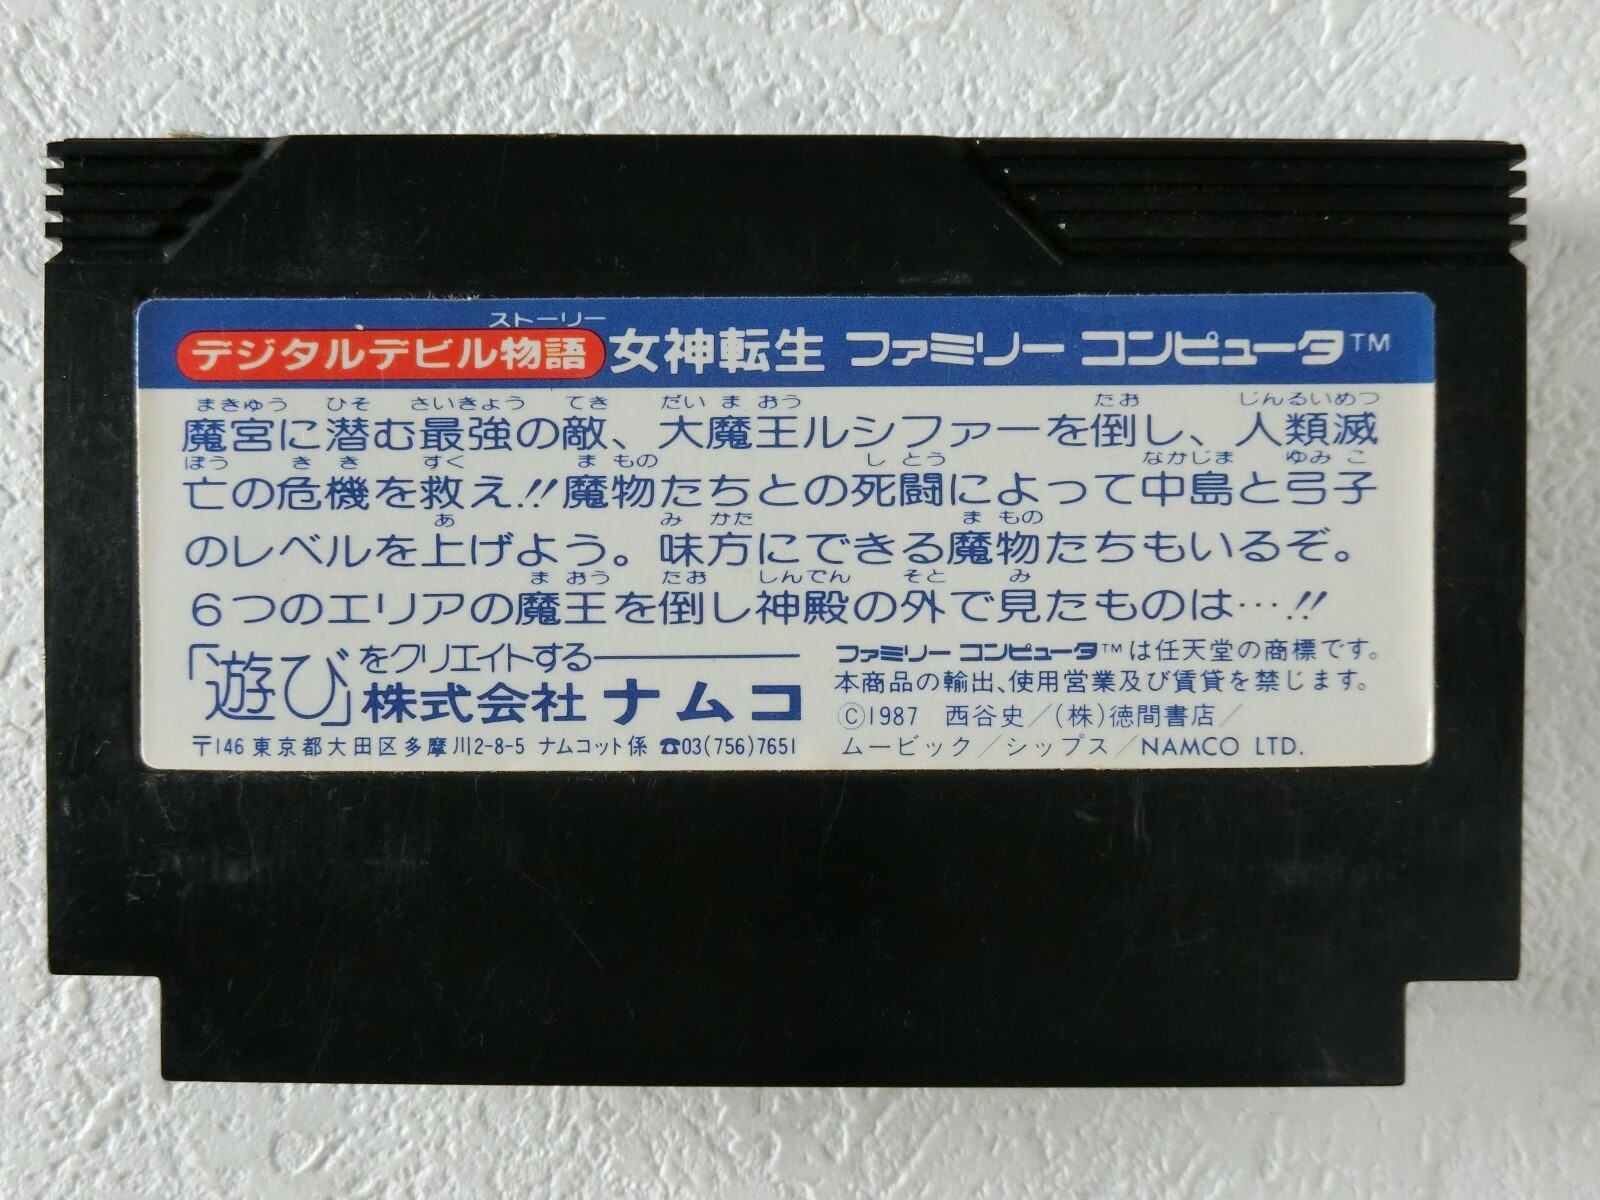 ストーリー
デジタルデビル物語 女神転生 ファミリー コンピュータ™
まきゅう ひそ さいきょう てき だい ま おう たお じんるいめつ
魔宮に潜む最強の敵、大魔王ルシファーを倒し、人類滅
ぼう き き すく ま もの し とう なかじま ゆみ こ
亡の危機を救え!!魔物たちとの死闘によって中島と弓子
あ み かた ま もの
のレベルを上げよう。味方にできる魔物たちもいるぞ。
ま おう たお しんでん そと み
6つのエリアの魔王を倒し神殿の外で見たものは…!!
「遊び」をクリエイトする――――
株式会社 ナムコ
〒146 東京都大田区多摩川2-8-5 ナムコット係 ☎03(756)7651
ファミリー コンピュータ™は任天堂の商標です。
本商品の輸出、使用営業及び賃貸を禁じます。
©1987 西谷史/(株)徳間書店/
ムービック/シップス/NAMCO LTD.